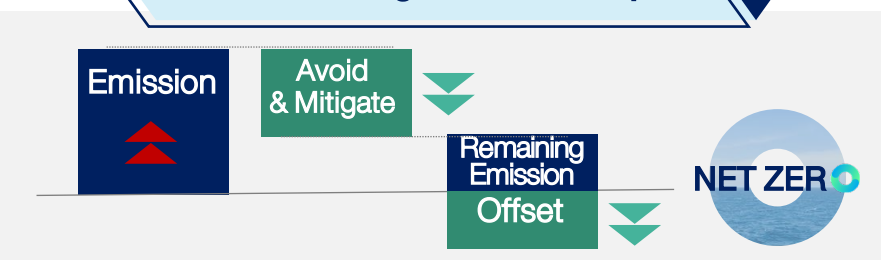 Emission
Avoid
& Mitigate
Remaining
Emission
Offset
NET ZERO